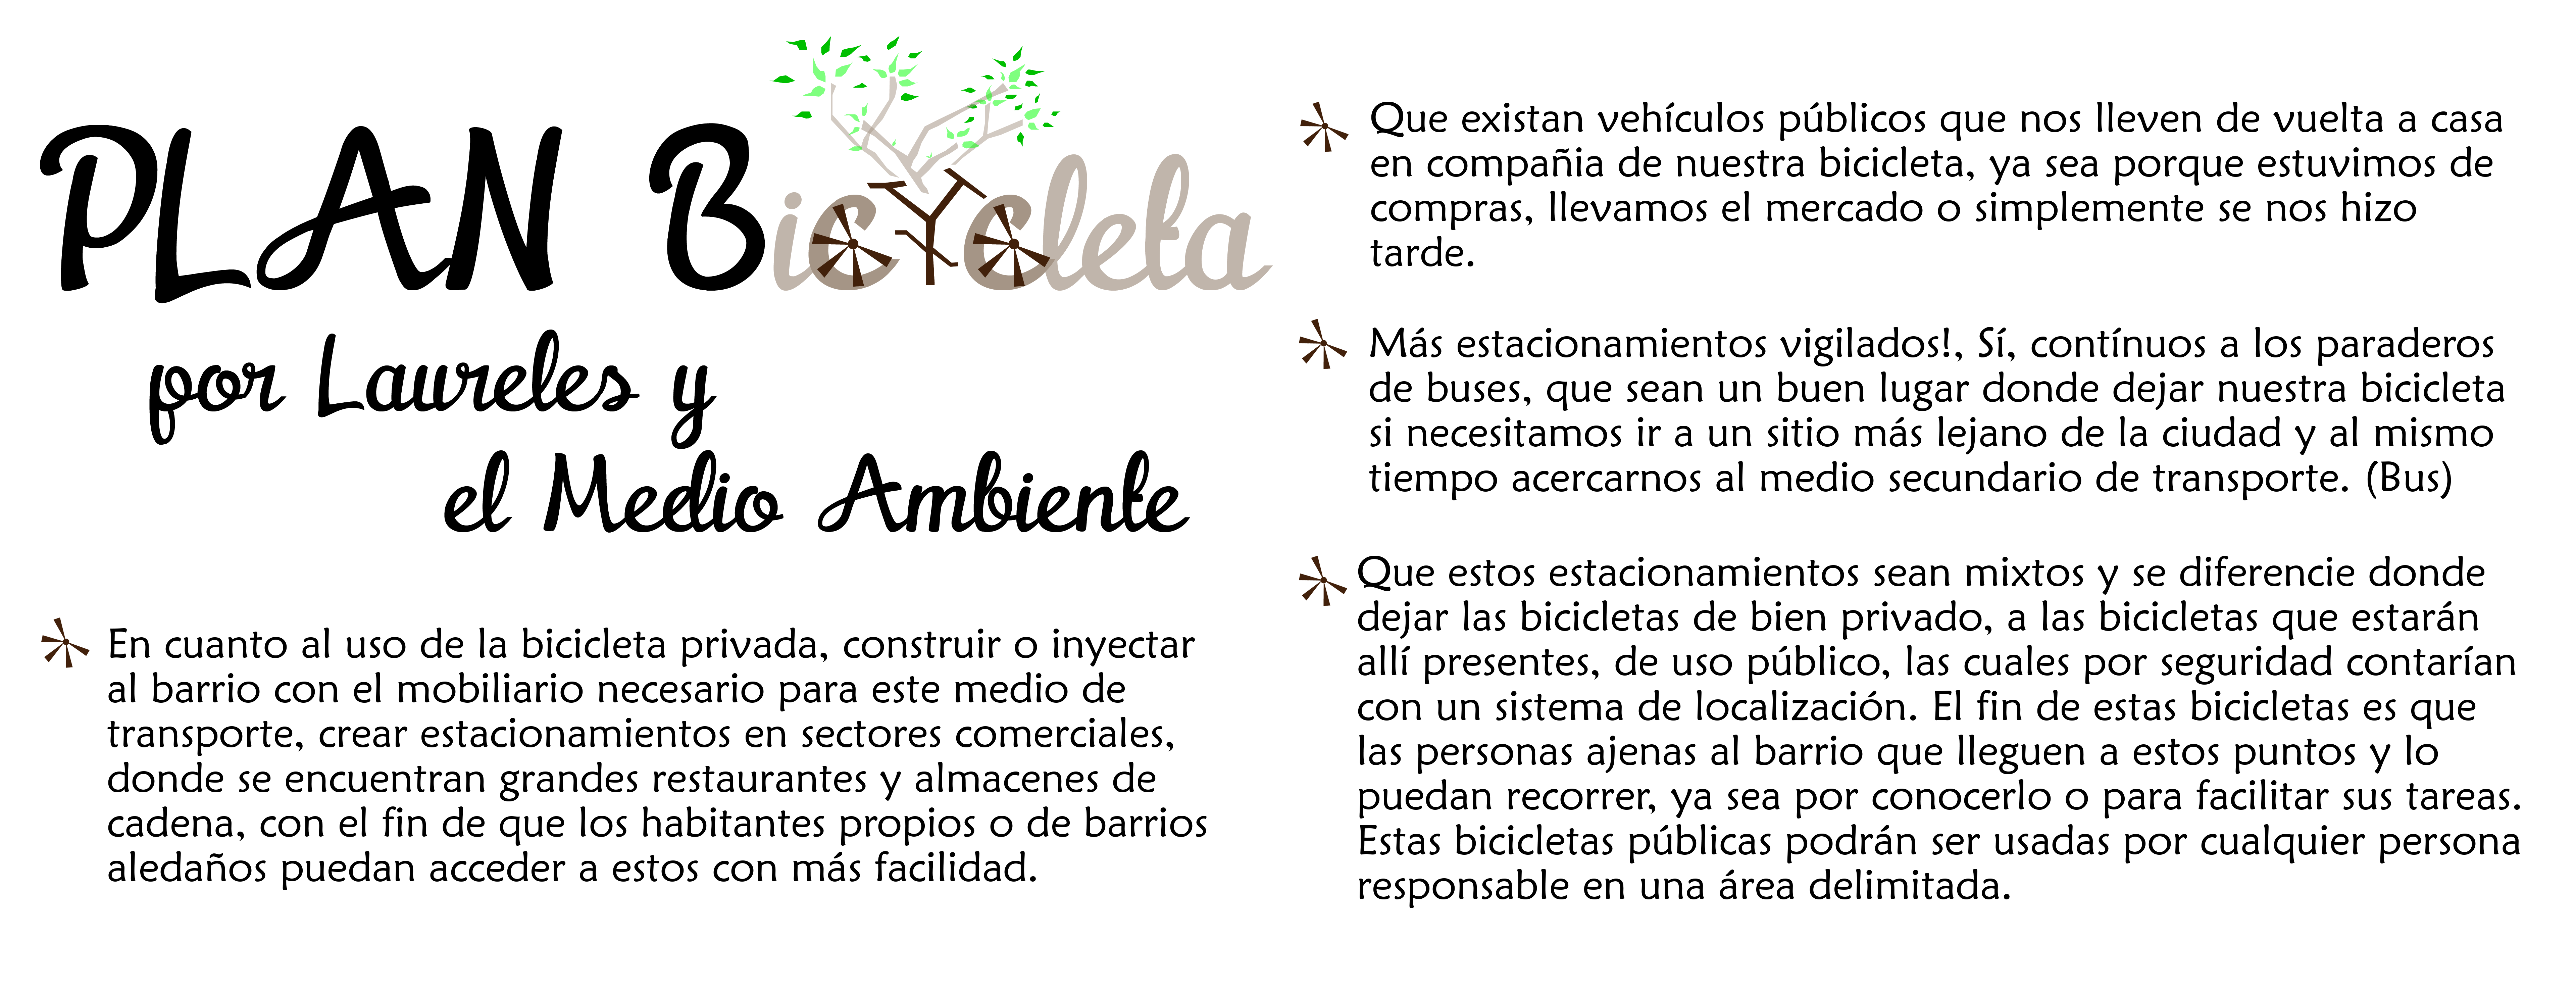 PLAN Bicycleta
por Laureles y
el Medio Ambiente
En cuanto al uso de la bicicleta privada, construir o inyectar
al barrio con el mobiliario necesario para este medio de
transporte, crear estacionamientos en sectores comerciales,
donde se encuentran grandes restaurantes y almacenes de
cadena, con el fin de que los habitantes propios o de barrios
aledaños puedan acceder a estos con más facilidad.
Que existan vehículos públicos que nos lleven de vuelta a casa
en compañia de nuestra bicicleta, ya sea porque estuvimos de
compras, llevamos el mercado o simplemente se nos hizo
tarde.
Más estacionamientos vigilados!, Sí, contínuos a los paraderos
de buses, que sean un buen lugar donde dejar nuestra bicicleta
si necesitamos ir a un sitio más lejano de la ciudad y al mismo
tiempo acercarnos al medio secundario de transporte. (Bus)
Que estos estacionamientos sean mixtos y se diferencie donde
dejar las bicicletas de bien privado, a las bicicletas que estarán
allí presentes, de uso público, las cuales por seguridad contarían
con un sistema de localización. El fin de estas bicicletas es que
las personas ajenas al barrio que lleguen a estos puntos y lo
puedan recorrer, ya sea por conocerlo o para facilitar sus tareas.
Estas bicicletas públicas podrán ser usadas por cualquier persona
responsable en una área delimitada.